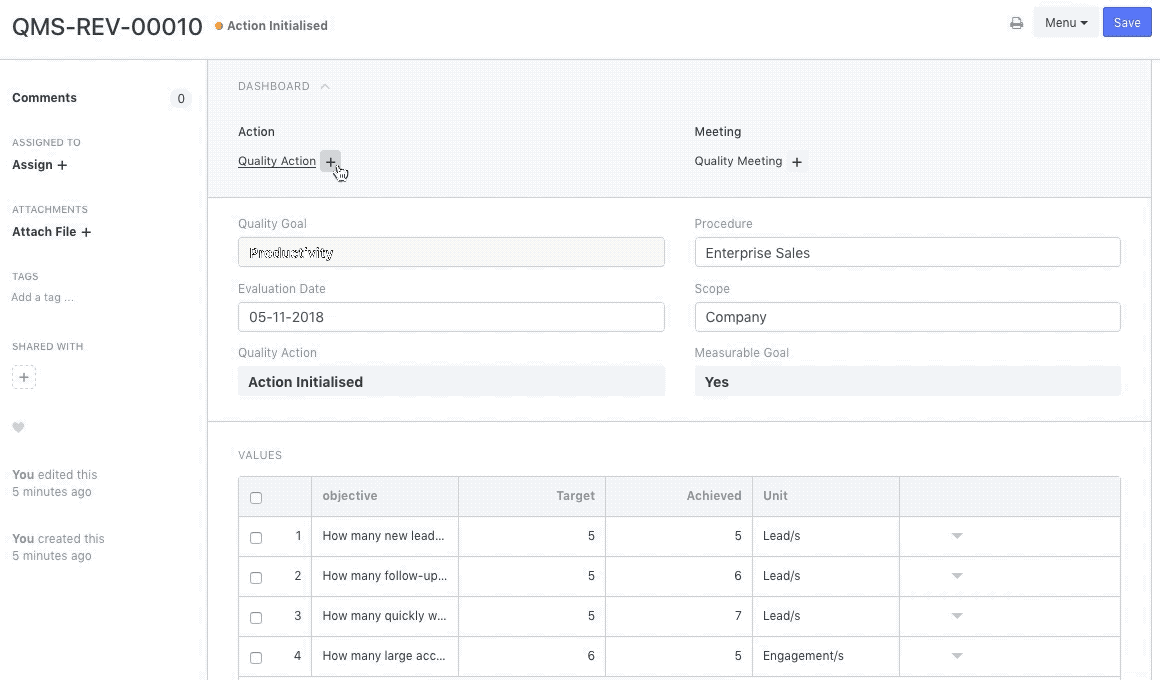 QMS-REV-00010 Action Initialised Menu Save
Comments 0
ASSIGNED TO
Assign +
ATTACHMENTS
Attach File +
TAGS
Add a tag ...
SHARED WITH
+
You edited this
5 minutes ago
You created this
5 minutes ago
DASHBOARD
Action Meeting
Quality Action + Quality Meeting +
Quality Goal Procedure
Productivity Enterprise Sales
Evaluation Date Scope
05-11-2018 Company
Quality Action Measurable Goal
Action Initialised Yes
VALUES
objective Target Achieved Unit
1 How many new lead... 5 5 Lead/s
2 How many follow-up... 5 6 Lead/s
3 How many quickly w... 5 7 Lead/s
4 How many large acc... 6 5 Engagement/s